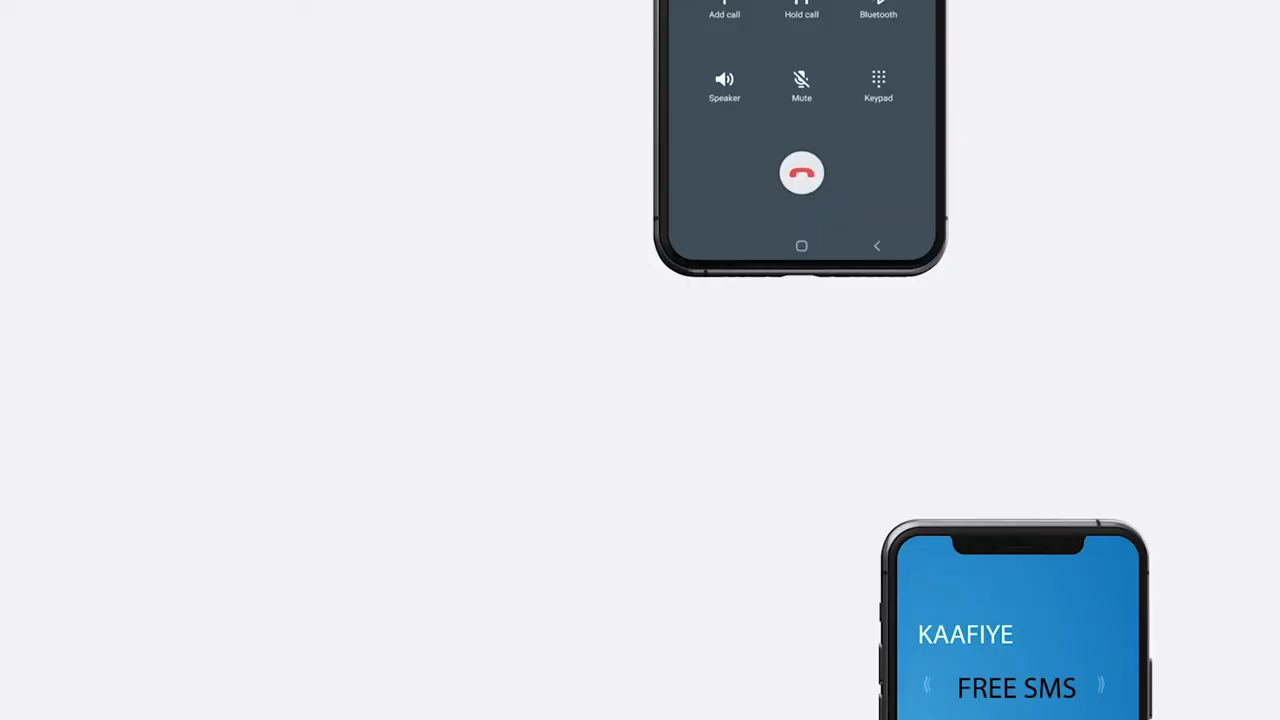 Add call Hold call Bluetooth
Speaker Mute Keypad
KAAFIYE
FREE SMS